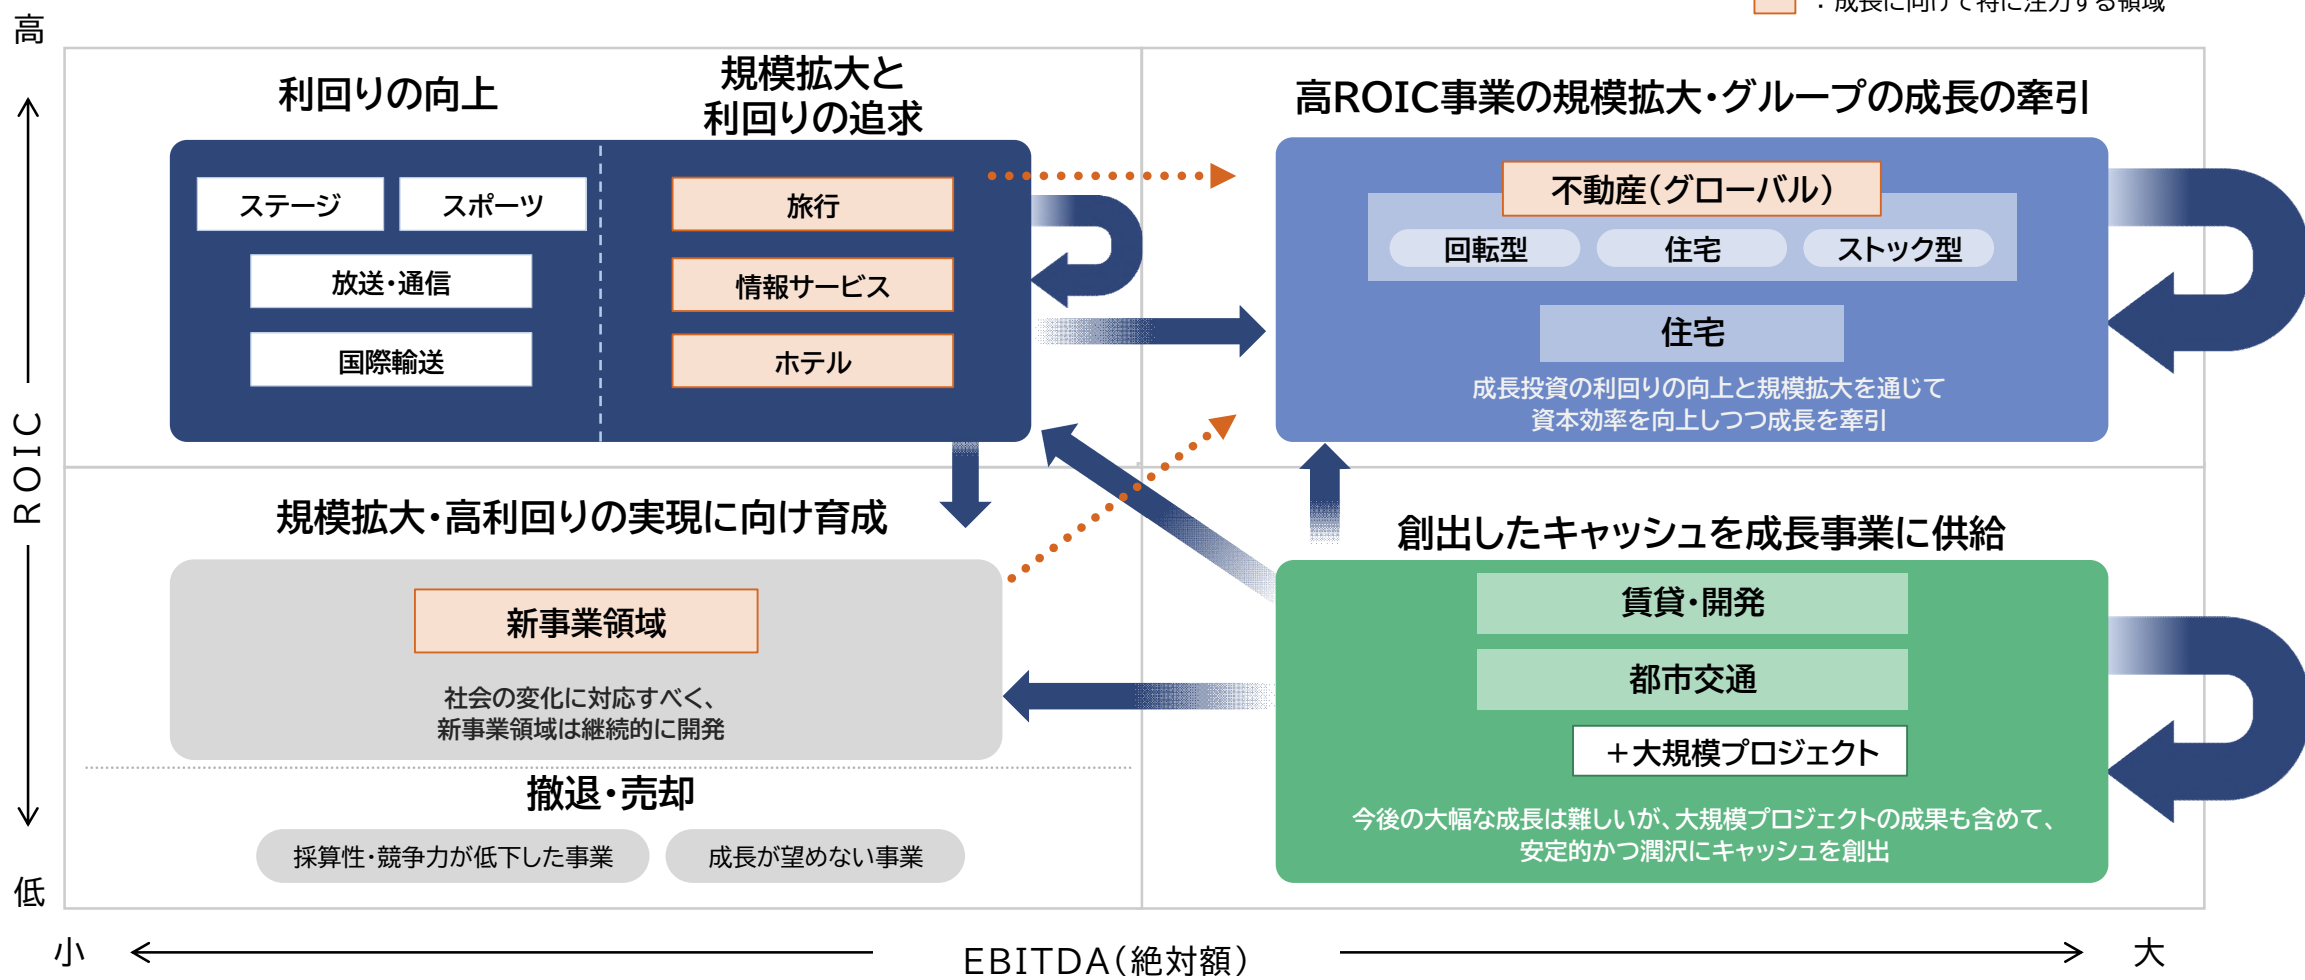 ：成長に向けて特に注力する領域
高
利回りの向上
規模拡大と
利回りの追求
高ROIC事業の規模拡大・グループの成長の牽引
ステージ
スポーツ
放送・通信
国際輸送
旅行
情報サービス
ホテル
不動産（グローバル）
回転型
住宅
ストック型
住宅
成長投資の利回りの向上と規模拡大を通じて
資本効率を向上しつつ成長を牽引
ROIC
規模拡大・高利回りの実現に向け育成
新事業領域
社会の変化に対応すべく、
新事業領域は継続的に開発
撤退・売却
採算性・競争力が低下した事業
成長が望めない事業
創出したキャッシュを成長事業に供給
賃貸・開発
都市交通
＋大規模プロジェクト
今後の大幅な成長は難しいが、大規模プロジェクトの成果も含めて、
安定的かつ潤沢にキャッシュを創出
低
小
EBITDA（絶対額）
大